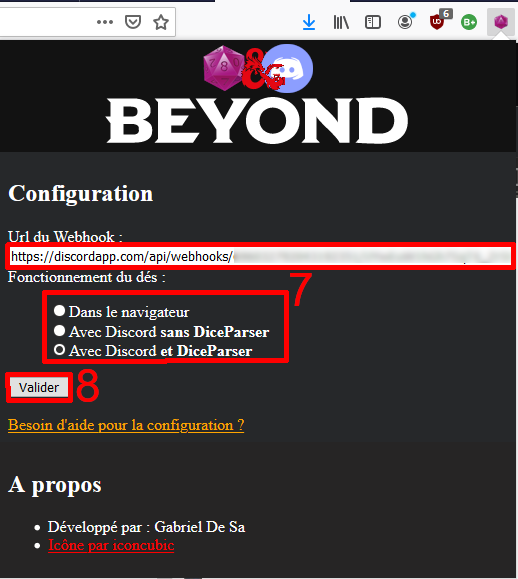 6
B+
&
BEYOND
Configuration
Url du Webhook :
https://discordapp.com/api/webhooks/
Fonctionnement du dés :
7
Dans le navigateur
Avec Discord sans DiceParser
Avec Discord et DiceParser
Valider
8
Besoin d'aide pour la configuration ?
A propos
Développé par : Gabriel De Sa
Icône par iconcubic